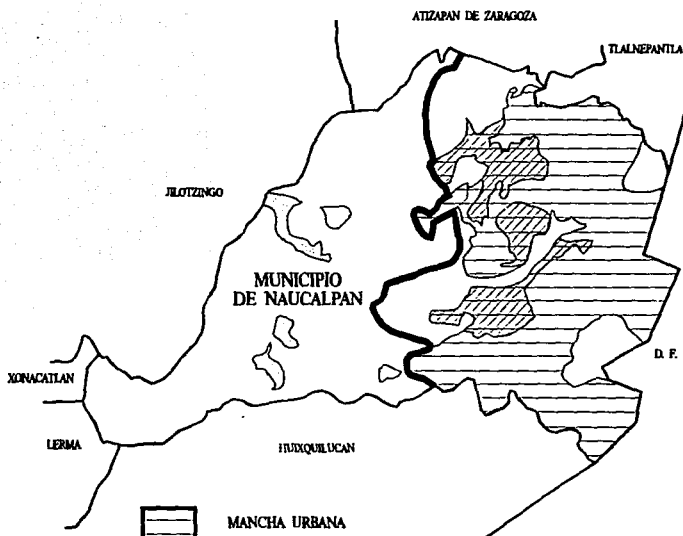 ATIZAPAN DE ZARAGOZA
TLALNEPANTLA
JILOTZINGO
MUNICIPIO
DE NAUCALPAN
D. F.
XONACATLAN
LERMA
HUIXQUILUCAN
MANCHA URBANA